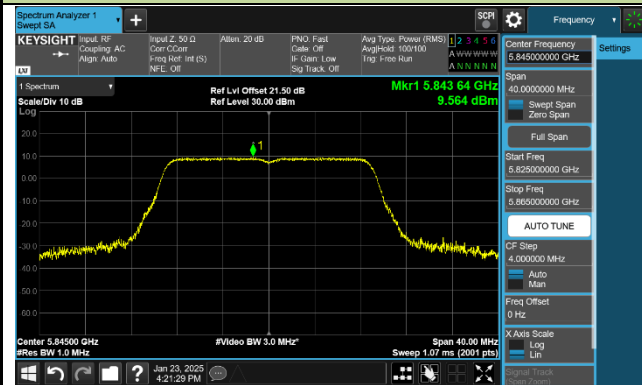 Spectrum Analyzer 1
Swept SA
+
SCPI
Frequency
KEYSIGHT
Input: RF
Coupling: AC
Align: Auto
Input Z: 50 Ω
Corr CCorr
Freq Ref: Int (S)
NFE: Off
Atten: 20 dB
PNO: Fast
Gate: Off
IF Gain: Low
Sig Track: Off
Avg Type: Power (RMS)
Avg|Hold: 100/100
Trig: Free Run
1 2 3 4 5 6
A W W W W W
A N N N N N
LXI
1 Spectrum
Scale/Div 10 dB
Log
Ref Lvl Offset 21.50 dB
Ref Level 30.00 dBm
Mkr1 5.843 64 GHz
9.564 dBm
20.0
10.0
0.00
-10.0
-20.0
-30.0
-40.0
-50.0
-60.0
1
Center 5.84500 GHz
#Res BW 1.0 MHz
#Video BW 3.0 MHz*
Span 40.00 MHz
Sweep 1.07 ms (2001 pts)
Center Frequency
5.845000000 GHz
Settings
Span
40.0000000 MHz
Swept Span
Zero Span
Full Span
Start Freq
5.825000000 GHz
Stop Freq
5.865000000 GHz
AUTO TUNE
CF Step
4.000000 MHz
Auto
Man
Freq Offset
0 Hz
X Axis Scale
Log
Lin
Signal Track
(Span Zoom)
?
Jan 23, 2025
4:21:29 PM